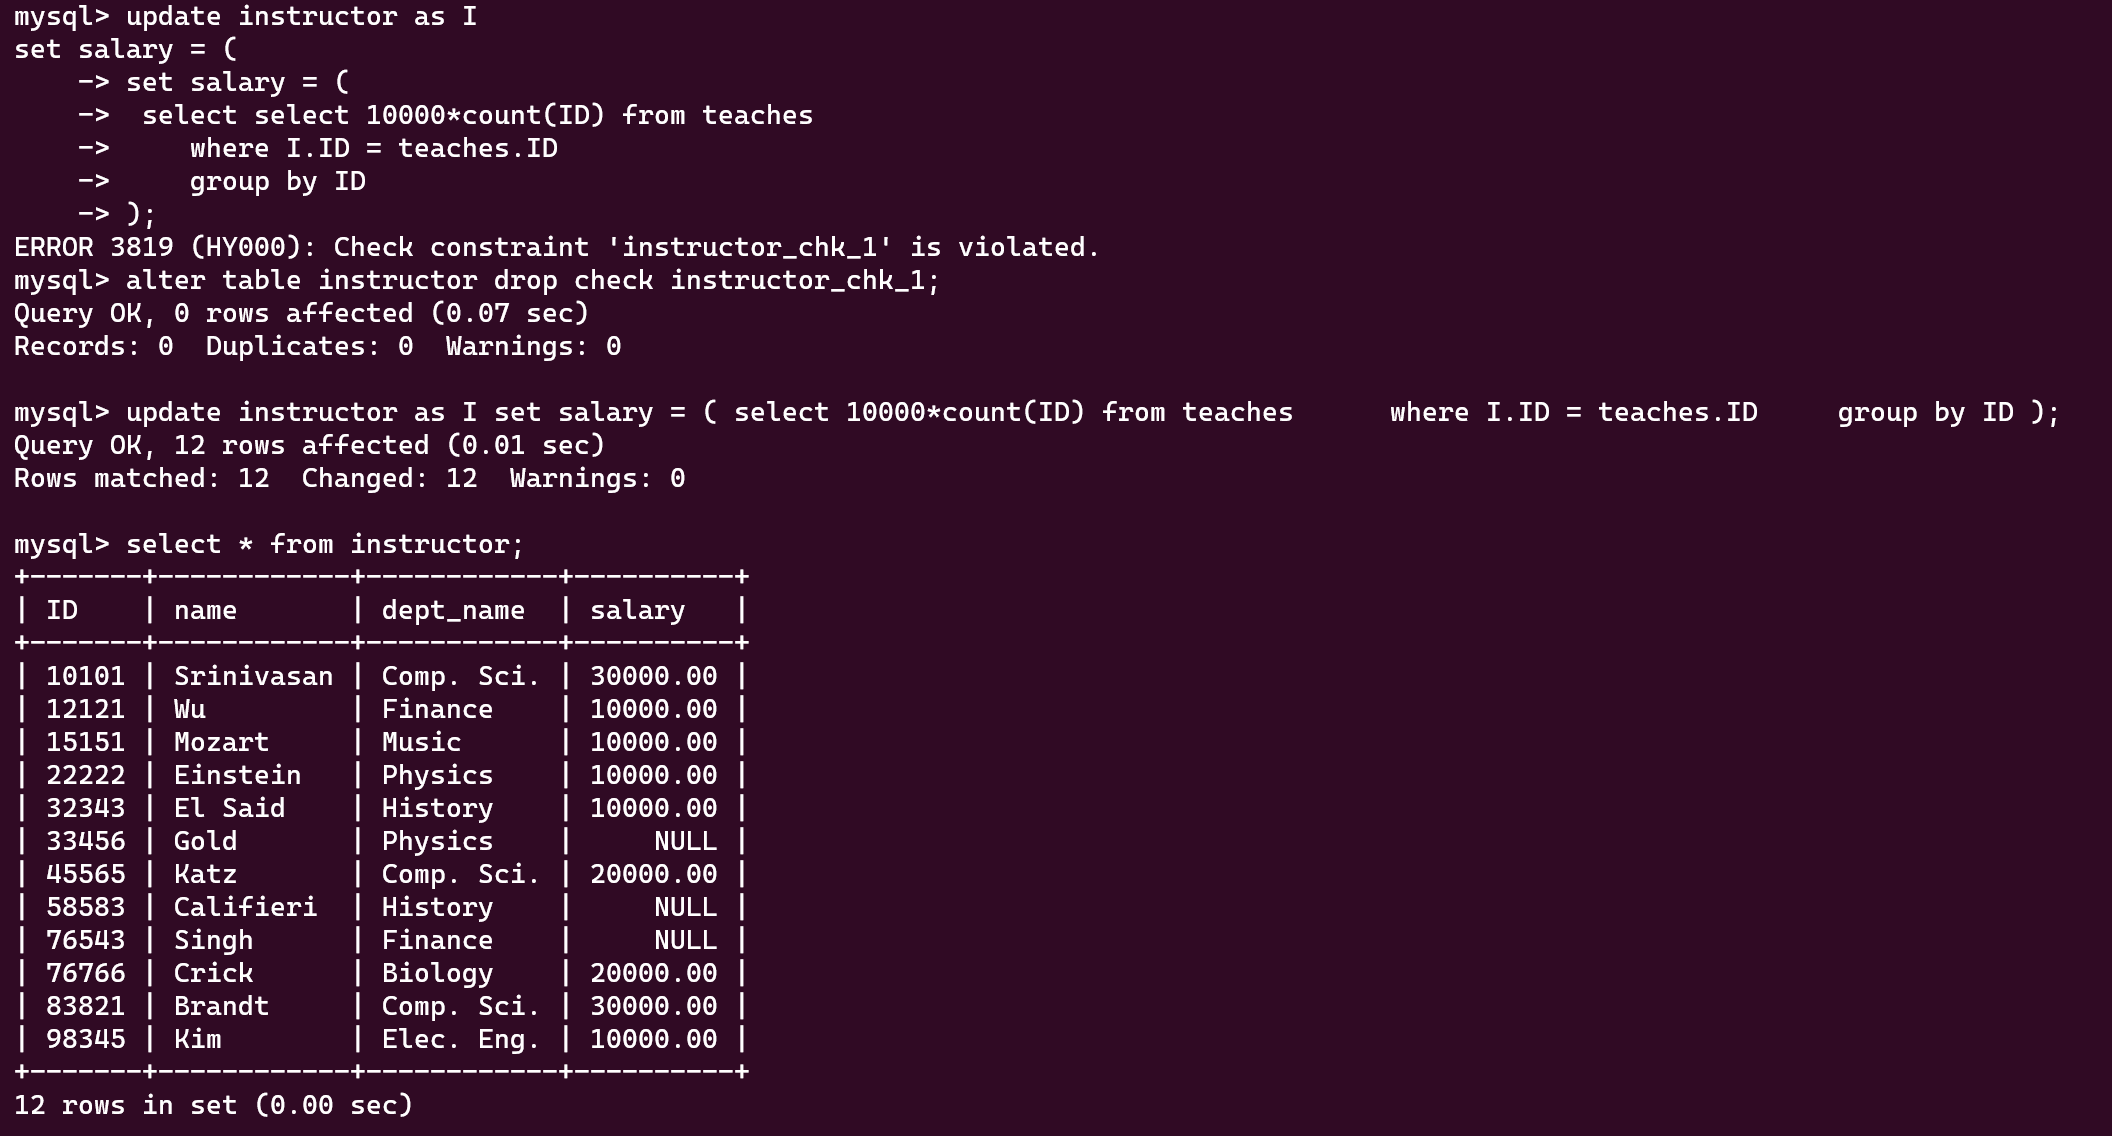 mysql> update instructor as I
set salary = (
    -> set salary = (
    ->  select select 10000*count(ID) from teaches
    ->     where I.ID = teaches.ID
    ->     group by ID
    -> );
ERROR 3819 (HY000): Check constraint 'instructor_chk_1' is violated.
mysql> alter table instructor drop check instructor_chk_1;
Query OK, 0 rows affected (0.07 sec)
Records: 0  Duplicates: 0  Warnings: 0

mysql> update instructor as I set salary = ( select 10000*count(ID) from teaches      where I.ID = teaches.ID     group by ID );
Query OK, 12 rows affected (0.01 sec)
Rows matched: 12  Changed: 12  Warnings: 0

mysql> select * from instructor;
+-------+------------+------------+----------+
| ID    | name       | dept_name  | salary   |
+-------+------------+------------+----------+
| 10101 | Srinivasan | Comp. Sci. | 30000.00 |
| 12121 | Wu         | Finance    | 10000.00 |
| 15151 | Mozart     | Music      | 10000.00 |
| 22222 | Einstein   | Physics    | 10000.00 |
| 32343 | El Said    | History    | 10000.00 |
| 33456 | Gold       | Physics    |     NULL |
| 45565 | Katz       | Comp. Sci. | 20000.00 |
| 58583 | Califieri  | History    |     NULL |
| 76543 | Singh      | Finance    |     NULL |
| 76766 | Crick      | Biology    | 20000.00 |
| 83821 | Brandt     | Comp. Sci. | 30000.00 |
| 98345 | Kim        | Elec. Eng. | 10000.00 |
+-------+------------+------------+----------+
12 rows in set (0.00 sec)